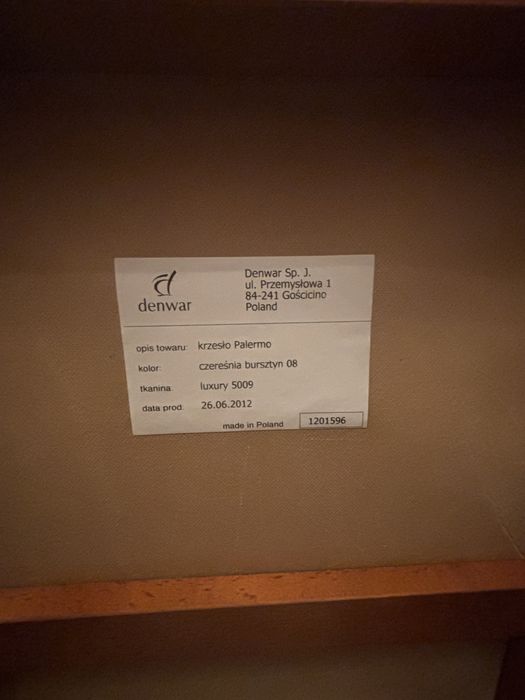 denwar
Denwar Sp. J.
ul. Przemysłowa 1
84-241 Gościcino
Poland
opis towaru: krzesło Palermo
kolor: czereśnia bursztyn 08
tkanina: luxury 5009
data prod. 26.06.2012
made in Poland 1201596